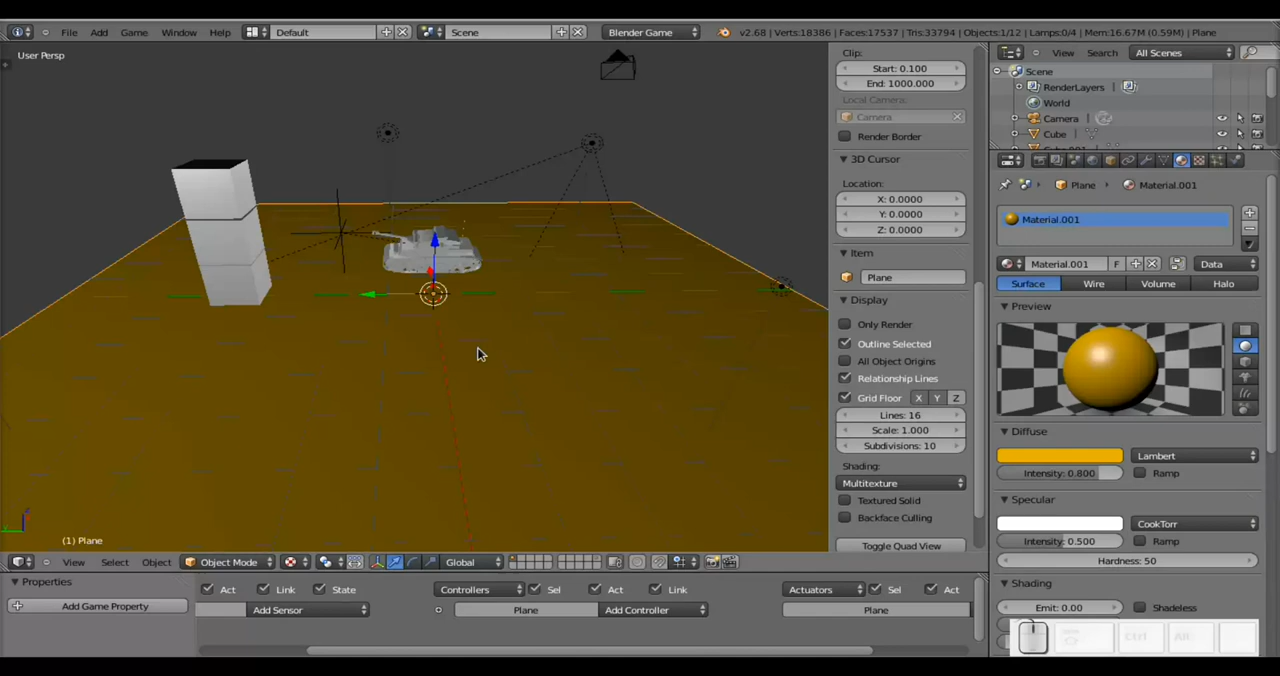 File Add Game Window Help Default Scene Blender Game v2.68 | Verts:18386 | Faces:17537 | Tris:33794 | Objects:1/12 | Lamps:0/4 | Mem:16.67M (0.59M) | Plane
User Persp
Clip:
Start: 0.100
End: 1000.000
Local Camera:
Camera
Render Border
3D Cursor
Location:
X: 0.0000
Y: 0.0000
Z: 0.0000
Item
Plane
Display
Only Render
Outline Selected
All Object Origins
Relationship Lines
Grid Floor X Y Z
Lines: 16
Scale: 1.000
Subdivisions: 10
Shading:
Multitexture
Textured Solid
Backface Culling
Toggle Quad View
View Search All Scenes
Scene
RenderLayers
World
Camera
Cube
Plane Material.001
Material.001
Material.001 F Data
Surface Wire Volume Halo
Preview
Diffuse
Lambert
Intensity: 0.800 Ramp
Specular
CookTorr
Intensity: 0.500 Ramp
Hardness: 50
Shading
Emit: 0.00 Shadeless
Ctrl Alt
(1) Plane
View Select Object Object Mode Global
Properties
Add Game Property
Act Link State Controllers Sel Act Link Actuators Sel Act
Add Sensor Plane Add Controller Plane